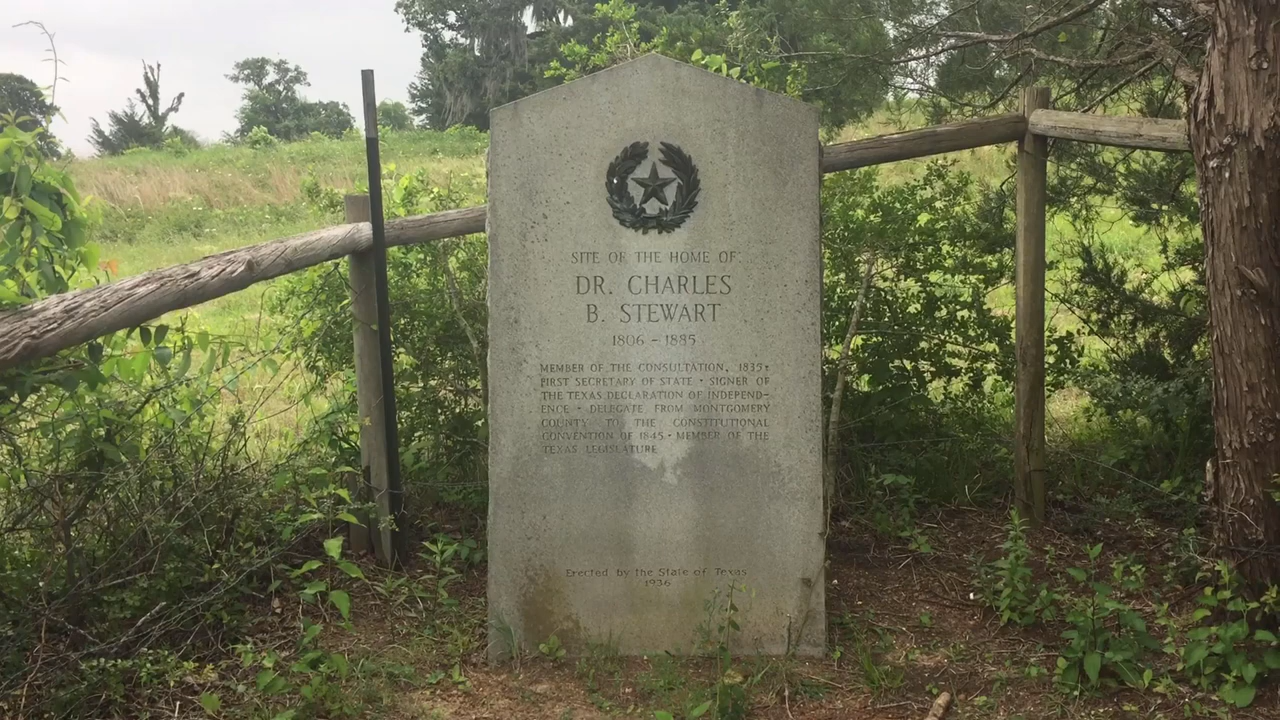 SITE OF THE HOME OF
DR. CHARLES
B. STEWART
1806 - 1885
MEMBER OF THE CONSULTATION, 1835 •
FIRST SECRETARY OF STATE • SIGNER OF
THE TEXAS DECLARATION OF INDEPEND-
ENCE • DELEGATE FROM MONTGOMERY
COUNTY TO THE CONSTITUTIONAL
CONVENTION OF 1845 • MEMBER OF THE
TEXAS LEGISLATURE
Erected by the State of Texas
1936